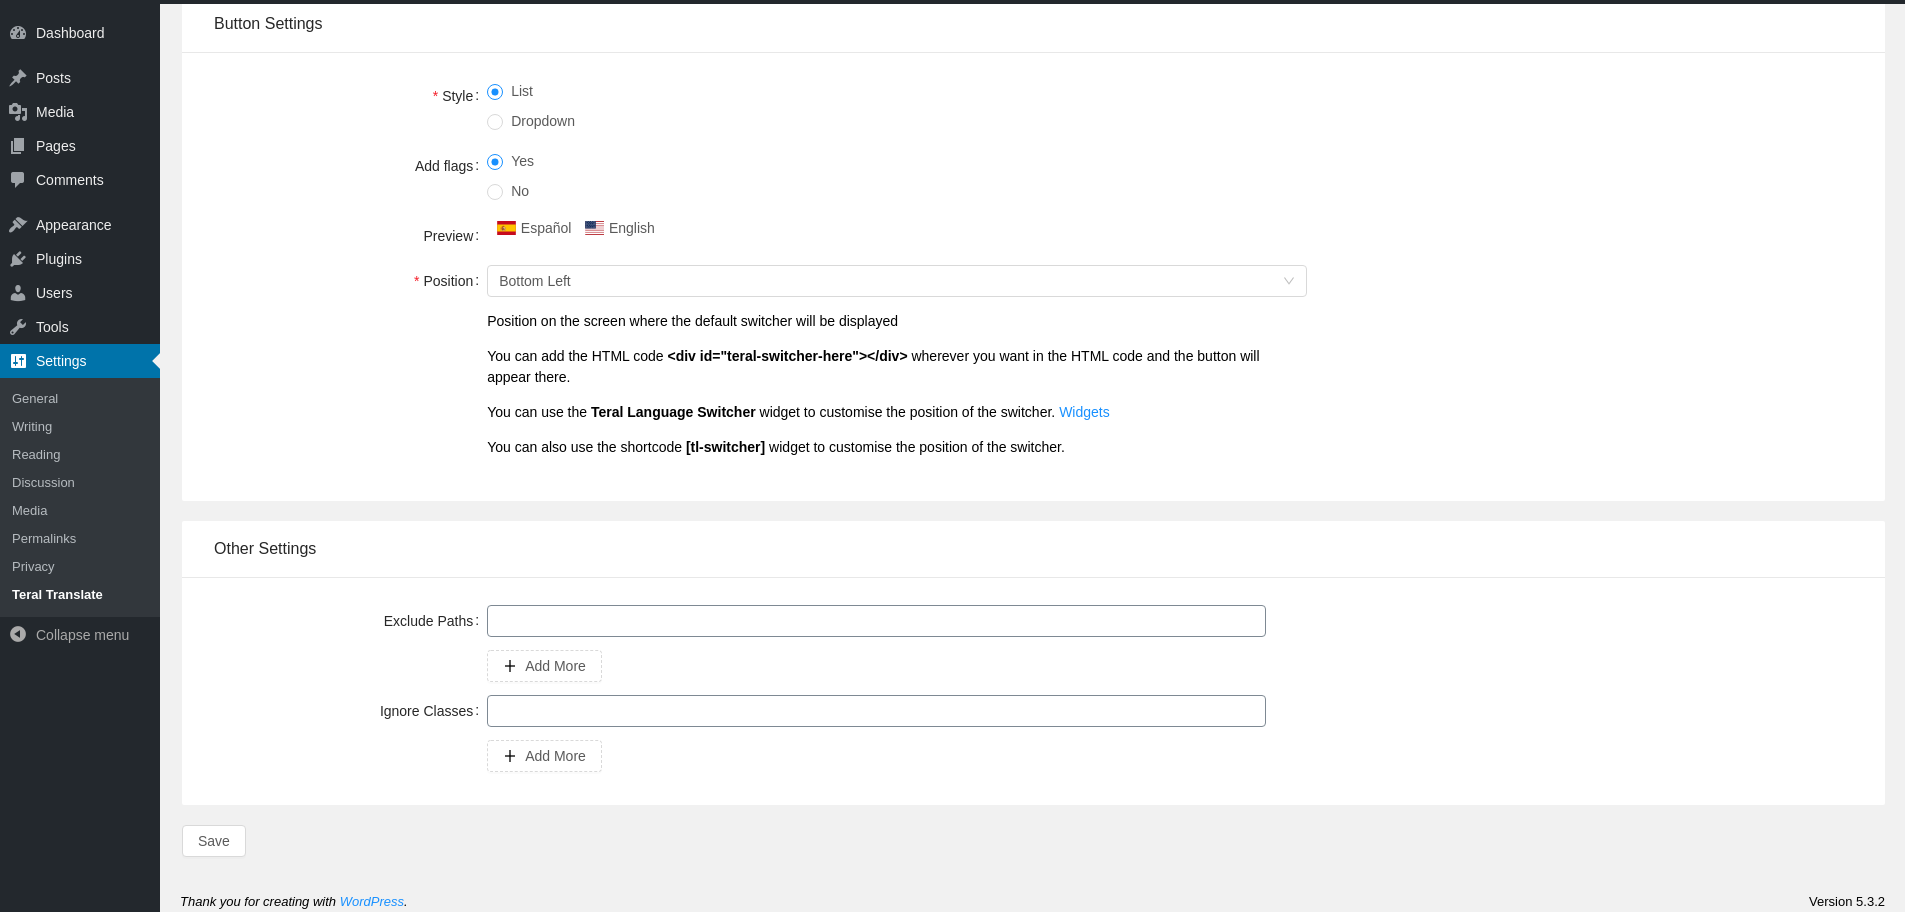 Dashboard
Posts
Media
Pages
Comments
Appearance
Plugins
Users
Tools
Settings
General
Writing
Reading
Discussion
Media
Permalinks
Privacy
Teral Translate
Collapse menu
Button Settings
* Style :
List
Dropdown
Add flags :
Yes
No
Preview :
Español English
* Position :
Bottom Left
Position on the screen where the default switcher will be displayed
You can add the HTML code <div id="teral-switcher-here"></div> wherever you want in the HTML code and the button will
appear there.
You can use the Teral Language Switcher widget to customise the position of the switcher. Widgets
You can also use the shortcode [tl-switcher] widget to customise the position of the switcher.
Other Settings
Exclude Paths :
+ Add More
Ignore Classes :
+ Add More
Save
Thank you for creating with WordPress.
Version 5.3.2